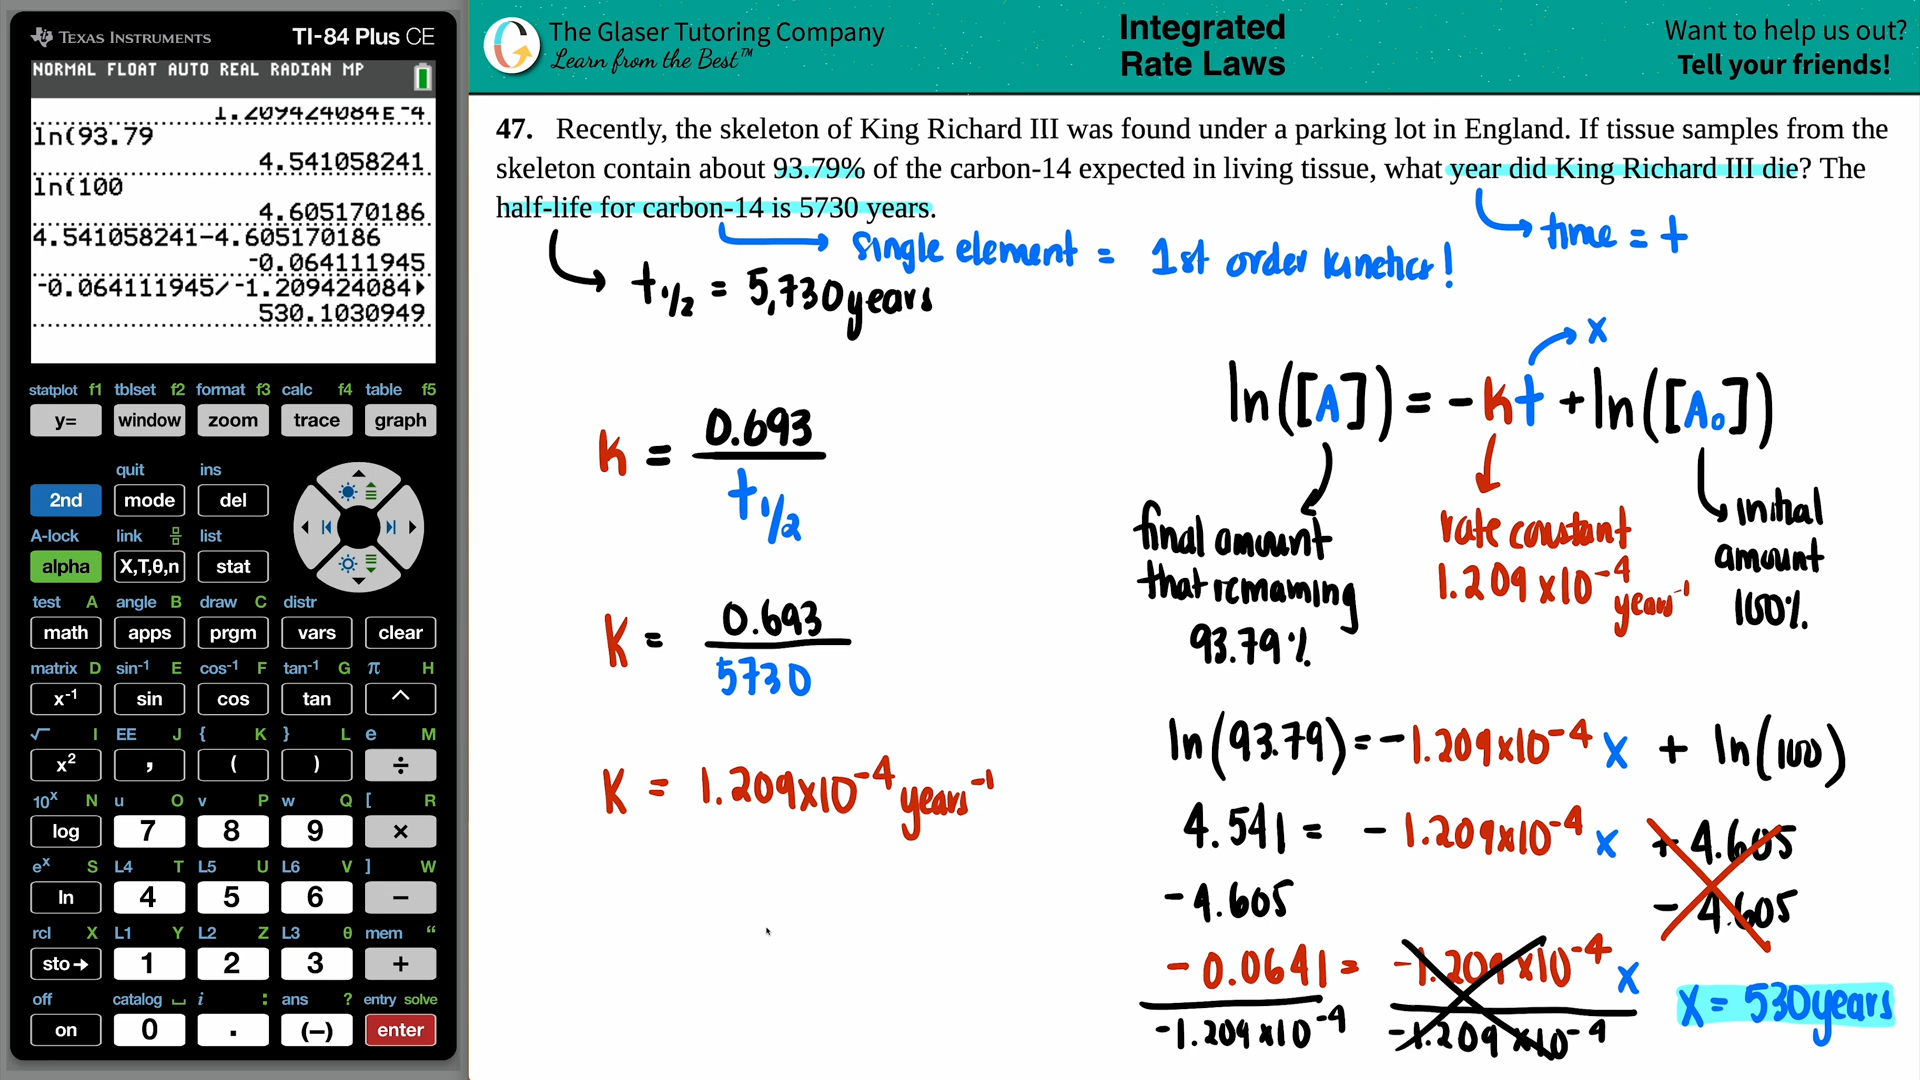 TEXAS INSTRUMENTS TI-84 Plus CE
NORMAL FLOAT AUTO REAL RADIAN MP
1.209424084E-4
ln(93.79
4.541058241
ln(100
4.605170186
4.541058241-4.605170186
-0.064111945
-0.064111945/-1.209424084
530.1030949
statplot f1 tblset f2 format f3 calc f4 table f5
y= window zoom trace graph
quit ins
2nd mode del
A-lock link list
alpha X,T,θ,n stat
test A angle B draw C distr
math apps prgm vars clear
matrix D sin⁻¹ E cos⁻¹ F tan⁻¹ G π H
x⁻¹ sin cos tan ^
√ I EE J { K } L e M
x² , ( ) ÷
10ˣ N u O v P w Q [ R
log 7 8 9 ×
eˣ S L4 T L5 U L6 V ] W
ln 4 5 6 −
rcl X L1 Y L2 Z L3 θ mem "
sto→ 1 2 3 +
off catalog ⎵ i : ans ? entry solve
on 0 . (−) enter
The Glaser Tutoring Company
Learn from the Best™
Integrated
Rate Laws
Want to help us out?
Tell your friends!
47. Recently, the skeleton of King Richard III was found under a parking lot in England. If tissue samples from the
skeleton contain about 93.79% of the carbon-14 expected in living tissue, what year did King Richard III die? The
half-life for carbon-14 is 5730 years.
single element = 1st order kinetics!
time = t
t1/2 = 5,730 years
x
ln([A]) = -kt + ln([A₀])
k = 0.693
t1/2
final amount
that remaining
93.79%
rate constant
1.209 x10⁻⁴
years⁻¹
initial
amount
100%
K = 0.693
5730
K = 1.209x10⁻⁴ years⁻¹
ln(93.79) = -1.209x10⁻⁴ x + ln(100)
4.541 = -1.209x10⁻⁴ x + 4.605
-4.605 - 4.605
-0.0641 = -1.209x10⁻⁴ x
-1.209x10⁻⁴ -1.209x10⁻⁴
x = 530 years